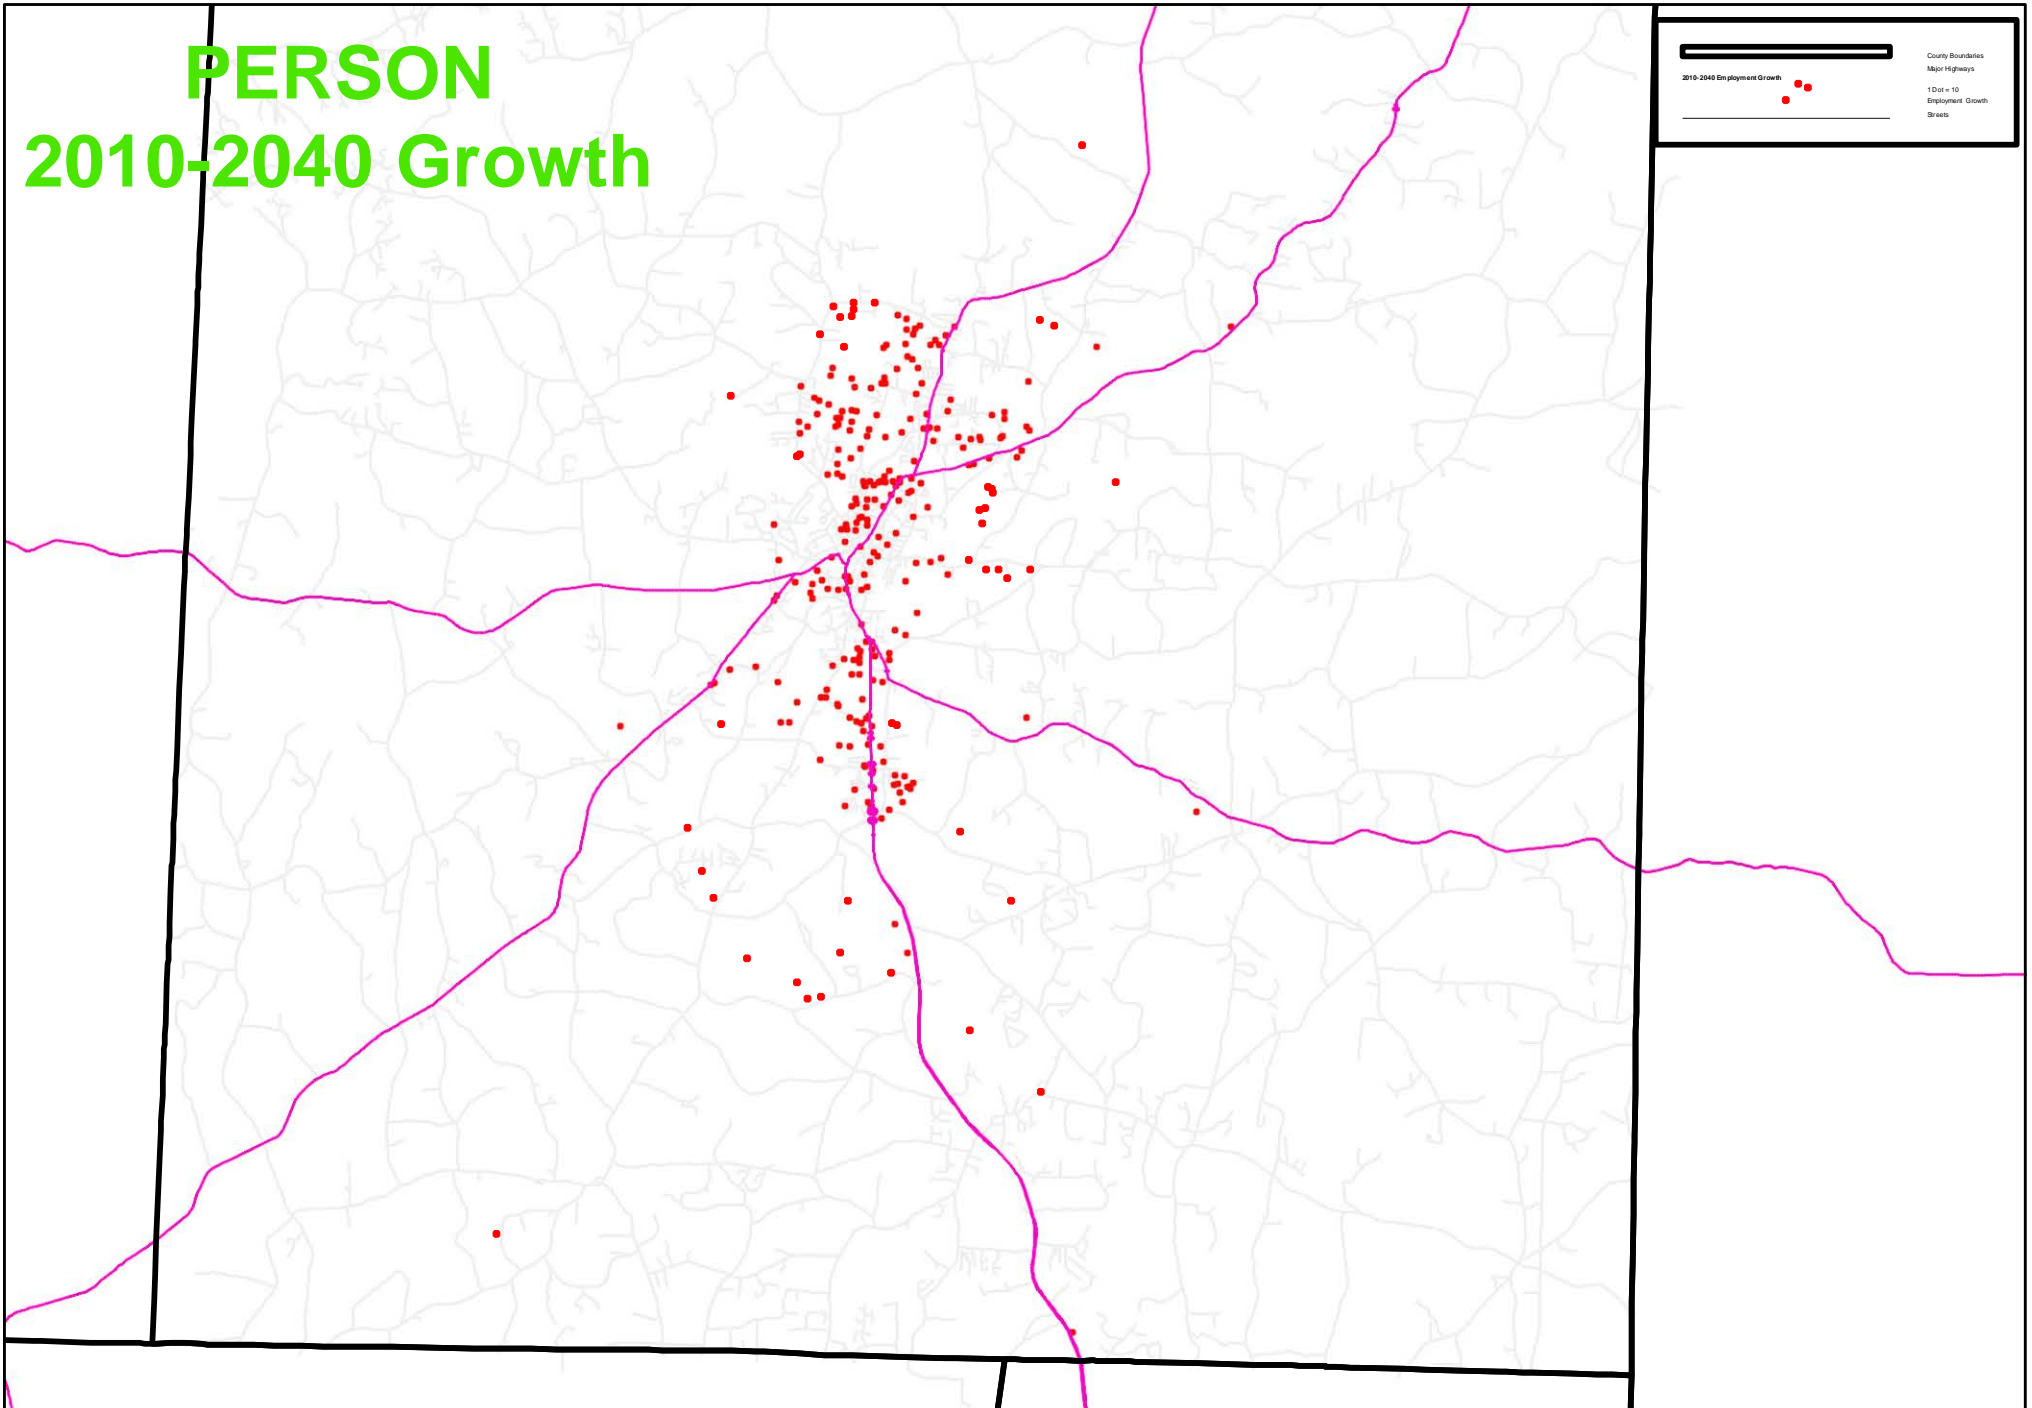 PERSON
2010-2040 Growth
County Boundaries
Major Highways
2010-2040 Employment Growth
1 Dot = 10
Employment Growth
Streets